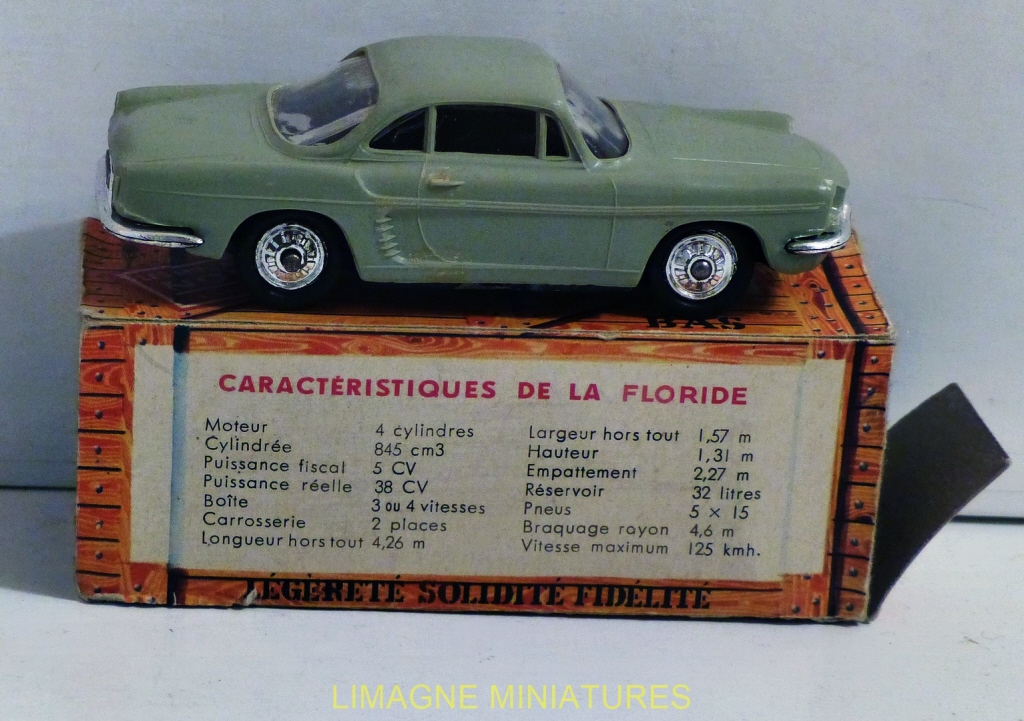 BAS
CARACTÉRISTIQUES DE LA FLORIDE
Moteur 4 cylindres
Cylindrée 845 cm3
Puissance fiscal 5 CV
Puissance réelle 38 CV
Boîte 3 ou 4 vitesses
Carrosserie 2 places
Longueur hors tout 4,26 m
Largeur hors tout 1,57 m
Hauteur 1,31 m
Empattement 2,27 m
Réservoir 32 litres
Pneus 5 × 15
Braquage rayon 4,6 m
Vitesse maximum 125 kmh.
LÉGÈRETÉ SOLIDITÉ FIDÉLITÉ
LIMAGNE MINIATURES